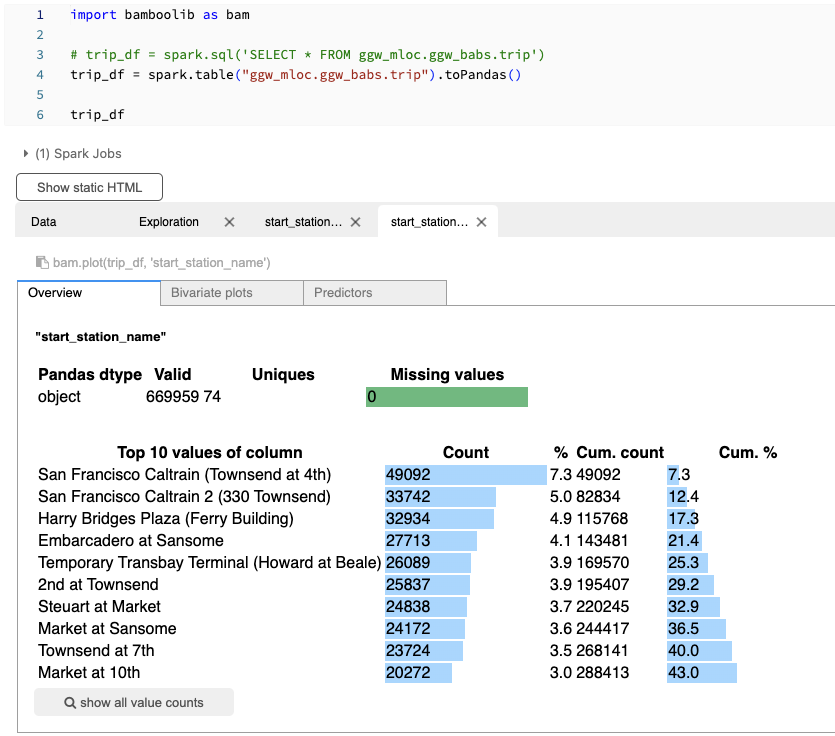 1 import bamboolib as bam
2
3 # trip_df = spark.sql('SELECT * FROM ggw_mloc.ggw_babs.trip')
4 trip_df = spark.table("ggw_mloc.ggw_babs.trip").toPandas()
5
6 trip_df
(1) Spark Jobs
Show static HTML
Data Exploration start_station... start_station...
bam.plot(trip_df, 'start_station_name')
Overview Bivariate plots Predictors
"start_station_name"
Pandas dtype Valid Uniques Missing values
object 669959 74 0
Top 10 values of column Count % Cum. count Cum. %
San Francisco Caltrain (Townsend at 4th) 49092 7.3 49092 7.3
San Francisco Caltrain 2 (330 Townsend) 33742 5.0 82834 12.4
Harry Bridges Plaza (Ferry Building) 32934 4.9 115768 17.3
Embarcadero at Sansome 27713 4.1 143481 21.4
Temporary Transbay Terminal (Howard at Beale) 26089 3.9 169570 25.3
2nd at Townsend 25837 3.9 195407 29.2
Steuart at Market 24838 3.7 220245 32.9
Market at Sansome 24172 3.6 244417 36.5
Townsend at 7th 23724 3.5 268141 40.0
Market at 10th 20272 3.0 288413 43.0
show all value counts